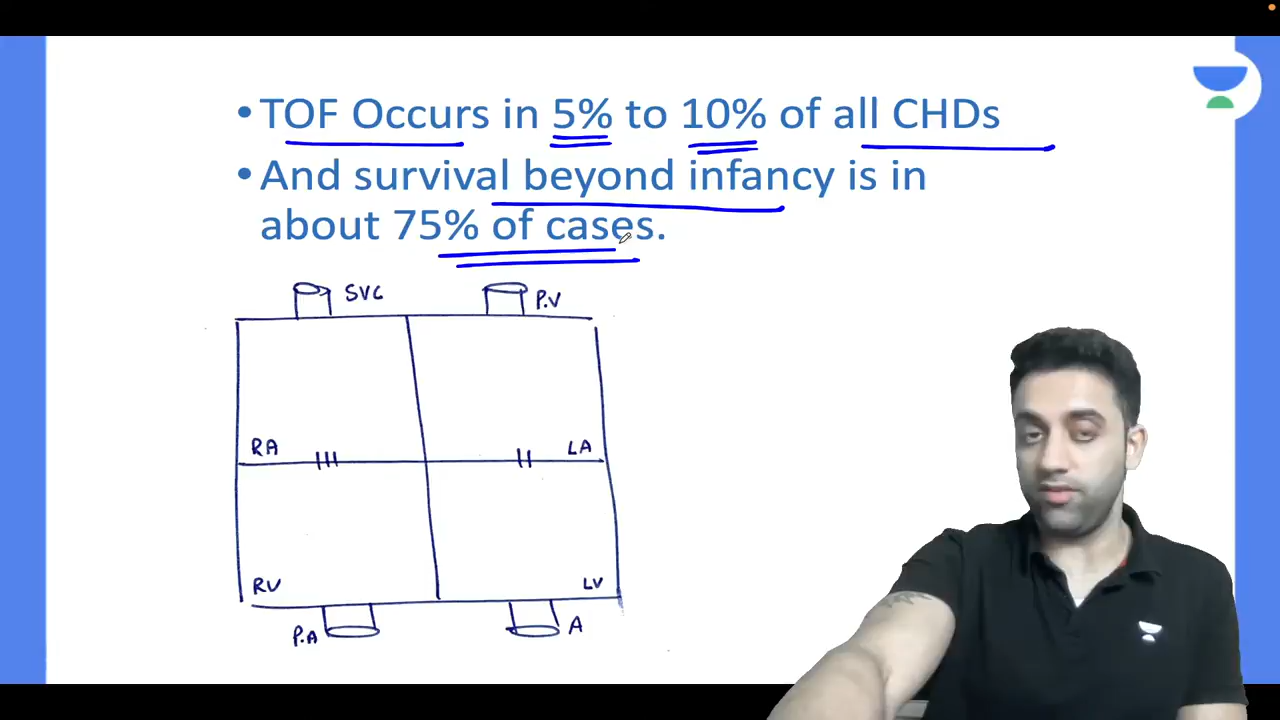 •TOF Occurs in 5% to 10% of all CHDs
•And survival beyond infancy is in
about 75% of cases.
SVC
P.V
RA
LA
RV
LV
P.A
A